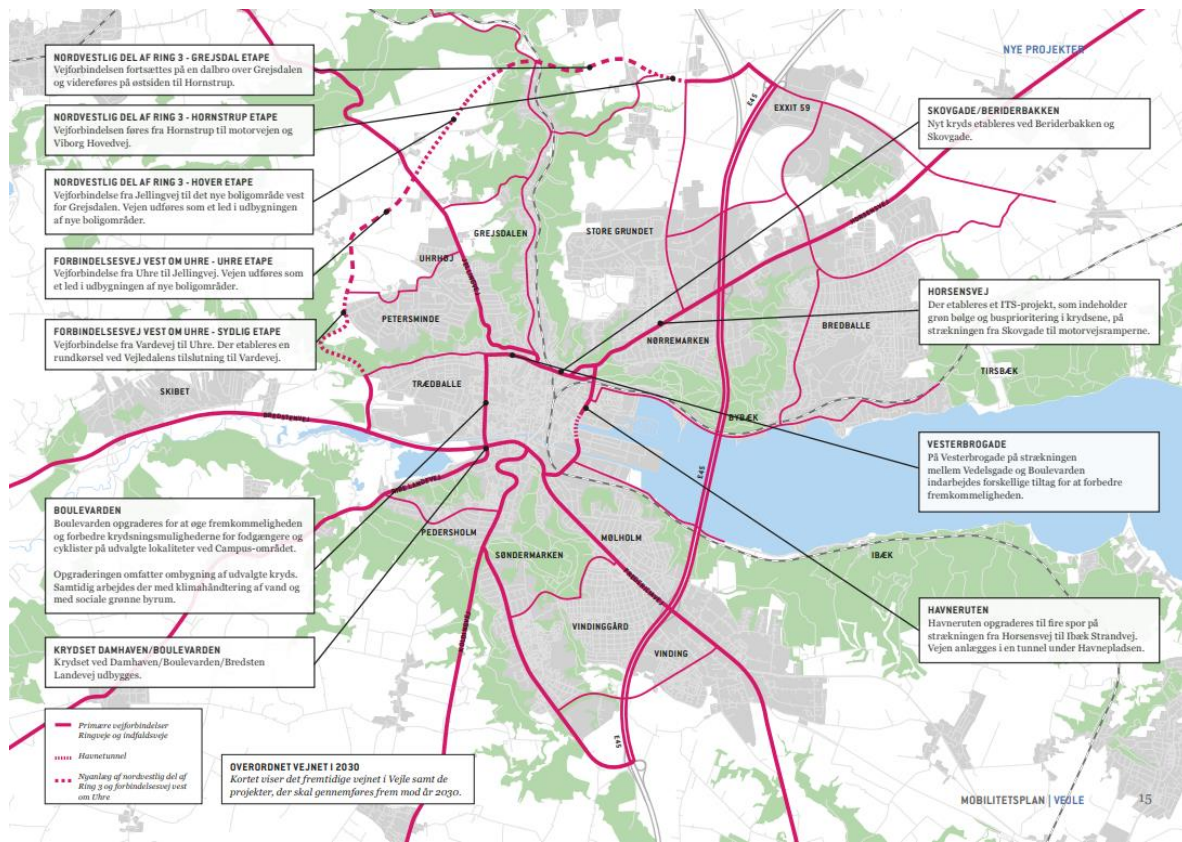 NYE PROJEKTER
NORDVESTLIG DEL AF RING 3 - GREJSDAL ETAPE
Vejforbindelsen fortsættes på en dalbro over Grejsdalen
og videreføres på østsiden til Hornstrup.
NORDVESTLIG DEL AF RING 3 - HORNSTRUP ETAPE
Vejforbindelsen føres fra Hornstrup til motorvejen og
Viborg Hovedvej.
NORDVESTLIG DEL AF RING 3 - HOVER ETAPE
Vejforbindelse fra Jellingvej til det nye boligområde vest
for Grejsdalen. Vejen udføres som et led i udbygningen
af nye boligområder.
FORBINDELSESVEJ VEST OM UHRE - UHRE ETAPE
Vejforbindelse fra Uhre til Jellingvej. Vejen udføres som
et led i udbygningen af nye boligområder.
FORBINDELSESVEJ VEST OM UHRE - SYDLIG ETAPE
Vejforbindelse fra Vardevej til Uhre. Der etableres en
rundkørsel ved Vejledalens tilslutning til Vardevej.
BOULEVARDEN
Boulevarden opgraderes for at øge fremkommeligheden
og forbedre krydsningsmulighederne for fodgængere og
cyklister på udvalgte lokaliteter ved Campus-området.
Opgraderingen omfatter ombygning af udvalgte kryds.
Samtidig arbejdes der med klimahåndtering af vand og
med sociale grønne byrum.
KRYDSET DAMHAVEN/BOULEVARDEN
Krydset ved Damhaven/Boulevarden/Bredsten
Landevej udbygges.
Primære vejforbindelser
Ringveje og indfaldsveje
Havnetunnel
Nyanlæg af nordvestlig del af
Ring 3 og forbindelsesvej vest
om Uhre
OVERORDNET VEJNET I 2030
Kortet viser det fremtidige vejnet i Vejle samt de
projekter, der skal gennemføres frem mod år 2030.
E45
EXXIT 59
GREJSDALEN
STORE GRUNDET
HORSENSVEJ
UHRHØJ
JELLINGVEJ
PETERSMINDE
NØRREMARKEN
BREDBALLE
TIRSBÆK
SKIBET
TRÆDBALLE
BYBÆK
E45
PEDERSHOLM
SØNDERMARKEN
MØLHOLM
IBÆK
FREDERICIAVEJ
KOLDINGVEJ
VINDINGGÅRD
VINDING
E45
SKOVGADE/BERIDERBAKKEN
Nyt kryds etableres ved Beriderbakken og
Skovgade.
HORSENSVEJ
Der etableres et ITS-projekt, som indeholder
grøn bølge og busprioritering i krydsene, på
strækningen fra Skovgade til motorvejsramperne.
VESTERBROGADE
På Vesterbrogade på strækningen
mellem Vedelsgade og Boulevarden
indarbejdes forskellige tiltag for at forbedre
fremkommeligheden.
HAVNERUTEN
Havneruten opgraderes til fire spor på
strækningen fra Horsensvej til Ibæk Strandvej.
Vejen anlægges i en tunnel under Havnepladsen.
MOBILITETSPLAN | VEJLE 15